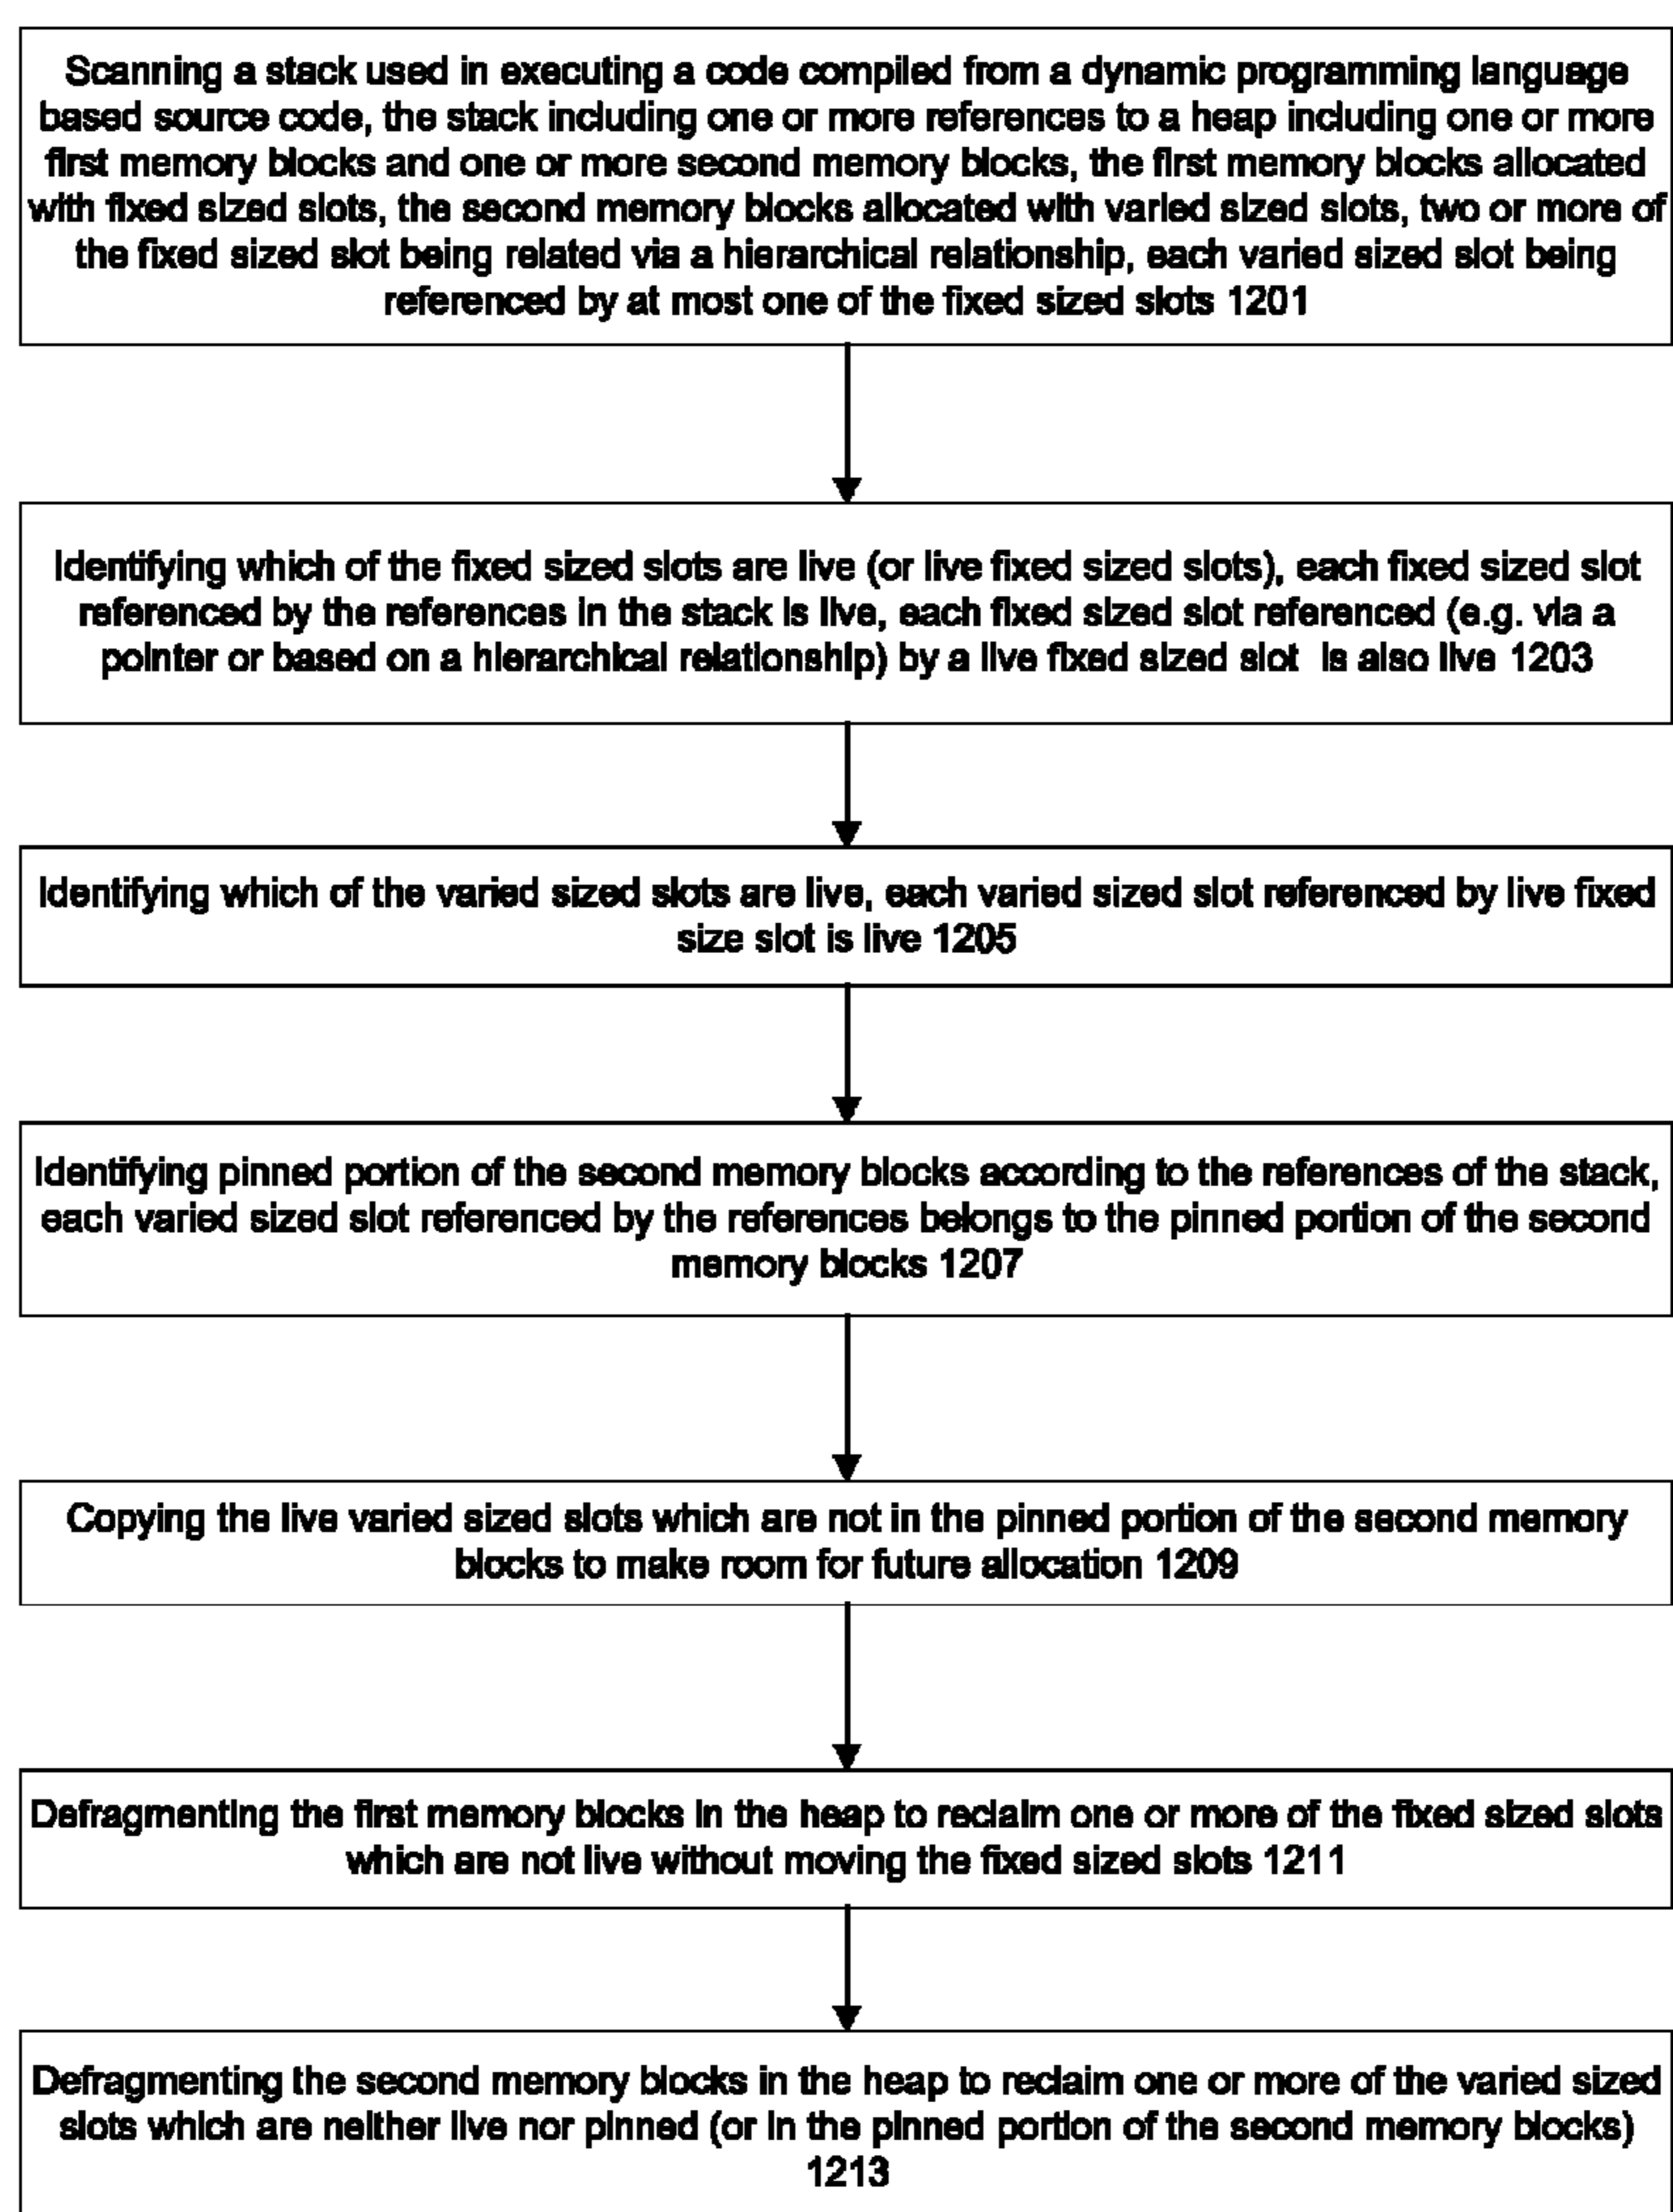 Scanning a stack used in executing a code compiled from a dynamic programming language
based source code, the stack including one or more references to a heap including one or more
first memory blocks and one or more second memory blocks, the first memory blocks allocated
with fixed sized slots, the second memory blocks allocated with varied sized slots, two or more of
the fixed sized slot being related via a hierarchical relationship, each varied sized slot being
referenced by at most one of the fixed sized slots 1201
Identifying which of the fixed sized slots are live (or live fixed sized slots), each fixed sized slot
referenced by the references in the stack is live, each fixed sized slot referenced (e.g. via a
pointer or based on a hierarchical relationship) by a live fixed sized slot is also live 1203
Identifying which of the varied sized slots are live, each varied sized slot referenced by live fixed
size slot is live 1205
Identifying pinned portion of the second memory blocks according to the references of the stack,
each varied sized slot referenced by the references belongs to the pinned portion of the second
memory blocks 1207
Copying the live varied sized slots which are not in the pinned portion of the second memory
blocks to make room for future allocation 1209
Defragmenting the first memory blocks in the heap to reclaim one or more of the fixed sized slots
which are not live without moving the fixed sized slots 1211
Defragmenting the second memory blocks in the heap to reclaim one or more of the varied sized
slots which are neither live nor pinned (or in the pinned portion of the second memory blocks)
1213